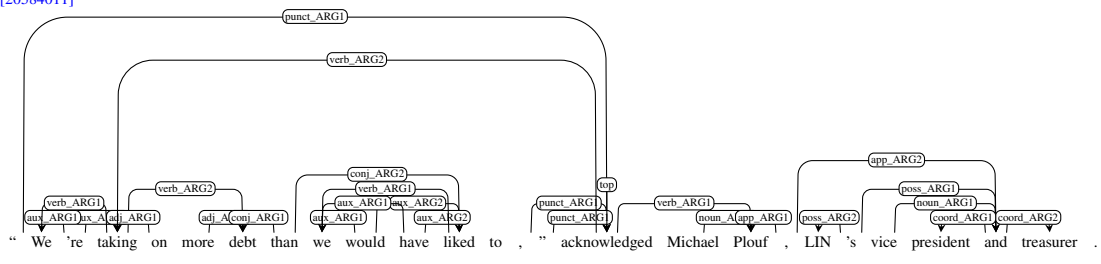 [20584011]
punct_ARG1
verb_ARG2
app_ARG2
conj_ARG2
top
verb_ARG2 verb_ARG1 poss_ARG1
verb_ARG1 aux_ARG1 aux_ARG2 punct_ARG1 verb_ARG1 noun_ARG1
aux_ARG1 adj_ARG1 conj_ARG1 aux_ARG1 aux_ARG2 punct_ARG1 app_ARG1 poss_ARG2 coord_ARG1 coord_ARG2
“ We ’re taking on more debt than we would have liked to , ” acknowledged Michael Plouf , LIN ’s vice president and treasurer .